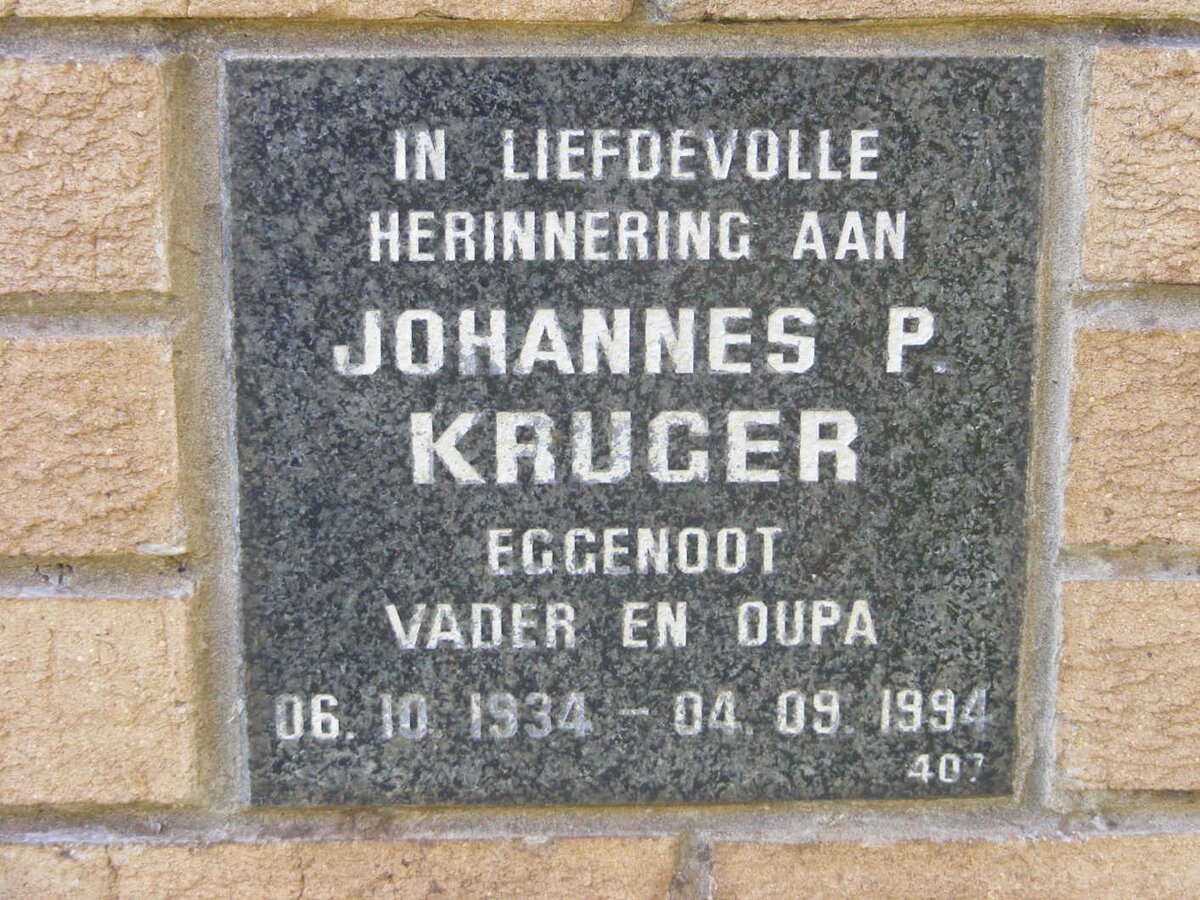 IN LIEFDEVOLLE
HERINNERING AAN
JOHANNES P.
KRUGER
EGGENOOT
VADER EN OUPA
06. 10. 1934 - 04. 09. 1994
407